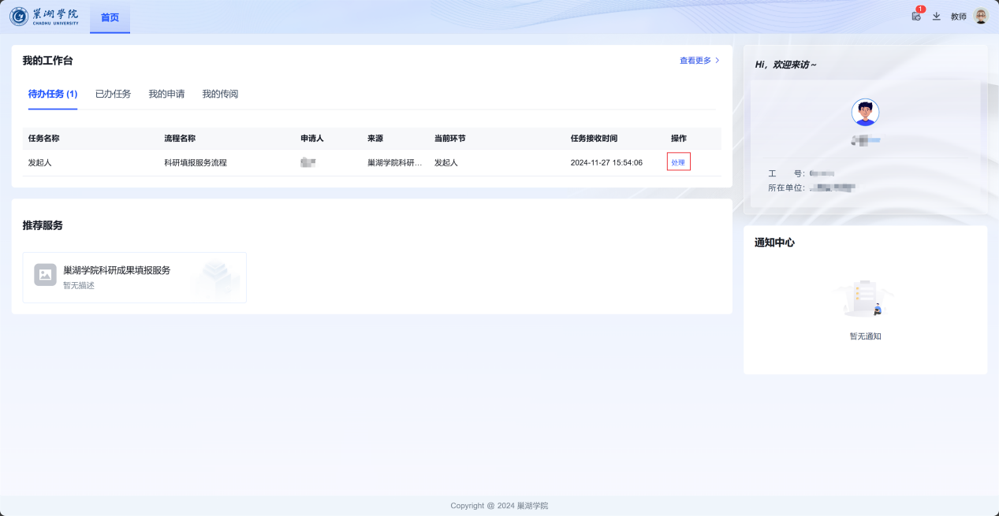 巢湖学院
CHAOHU UNIVERSITY
首页
1
教师
我的工作台
查看更多
待办任务 (1)
已办任务
我的申请
我的传阅
任务名称
流程名称
申请人
来源
当前环节
任务接收时间
操作
发起人
科研填报服务流程
巢湖学院科研...
发起人
2024-11-27 15:54:06
处理
推荐服务
巢湖学院科研成果填报服务
暂无描述
Hi，欢迎来访～
工 号：
所在单位：
通知中心
暂无通知
Copyright @ 2024 巢湖学院